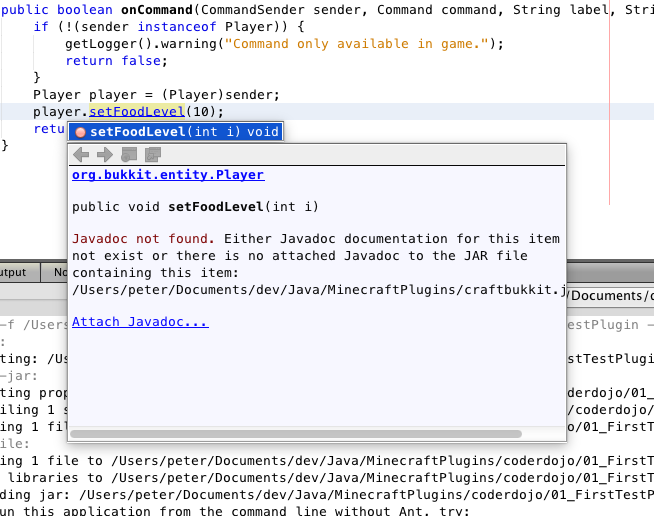 public boolean onCommand(CommandSender sender, Command command, String label, Stri
if (!(sender instanceof Player)) {
getLogger().warning("Command only available in game.");
return false;
}
Player player = (Player)sender;
player.setFoodLevel(10);
retu
setFoodLevel(int i) void
}
org.bukkit.entity.Player
public void setFoodLevel(int i)
Javadoc not found. Either Javadoc documentation for this item
not exist or there is no attached Javadoc to the JAR file
utput No
containing this item:
/Users/peter/Documents/dev/Java/MinecraftPlugins/craftbukkit.j
/Documents/d
Attach Javadoc...
-f /Users estPlugin -
:
ting: /Us stTestPlugi
-jar:
ting prop derdojo/01_
iling 1 s /coderdojo/
ing 1 fil o/01_FirstT
ile:
ing 1 file to /Users/peter/Documents/dev/Java/MinecraftPlugins/coderdojo/01_FirstT
libraries to /Users/peter/Documents/dev/Java/MinecraftPlugins/coderdojo/01_FirstT
ding jar: /Users/peter/Documents/dev/Java/MinecraftPlugins/coderdojo/01_FirstTestP
un this application from the command line without Ant, try: